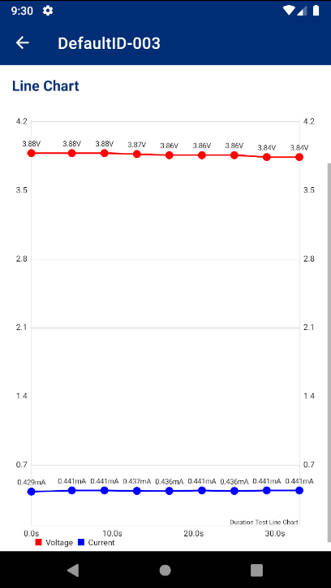 9:30
DefaultID-003
Line Chart
4.2 4.2
3.88V 3.88V 3.88V 3.87V 3.86V 3.86V 3.86V 3.84V 3.84V
3.5 3.5
2.8 2.8
2.1 2.1
1.4 1.4
0.7 0.7
0.429mA 0.441mA 0.441mA 0.437mA 0.436mA 0.441mA 0.436mA 0.441mA 0.441mA
Duration Test Line Chart
0.0s 10.0s 20.0s 30.0s
Voltage Current